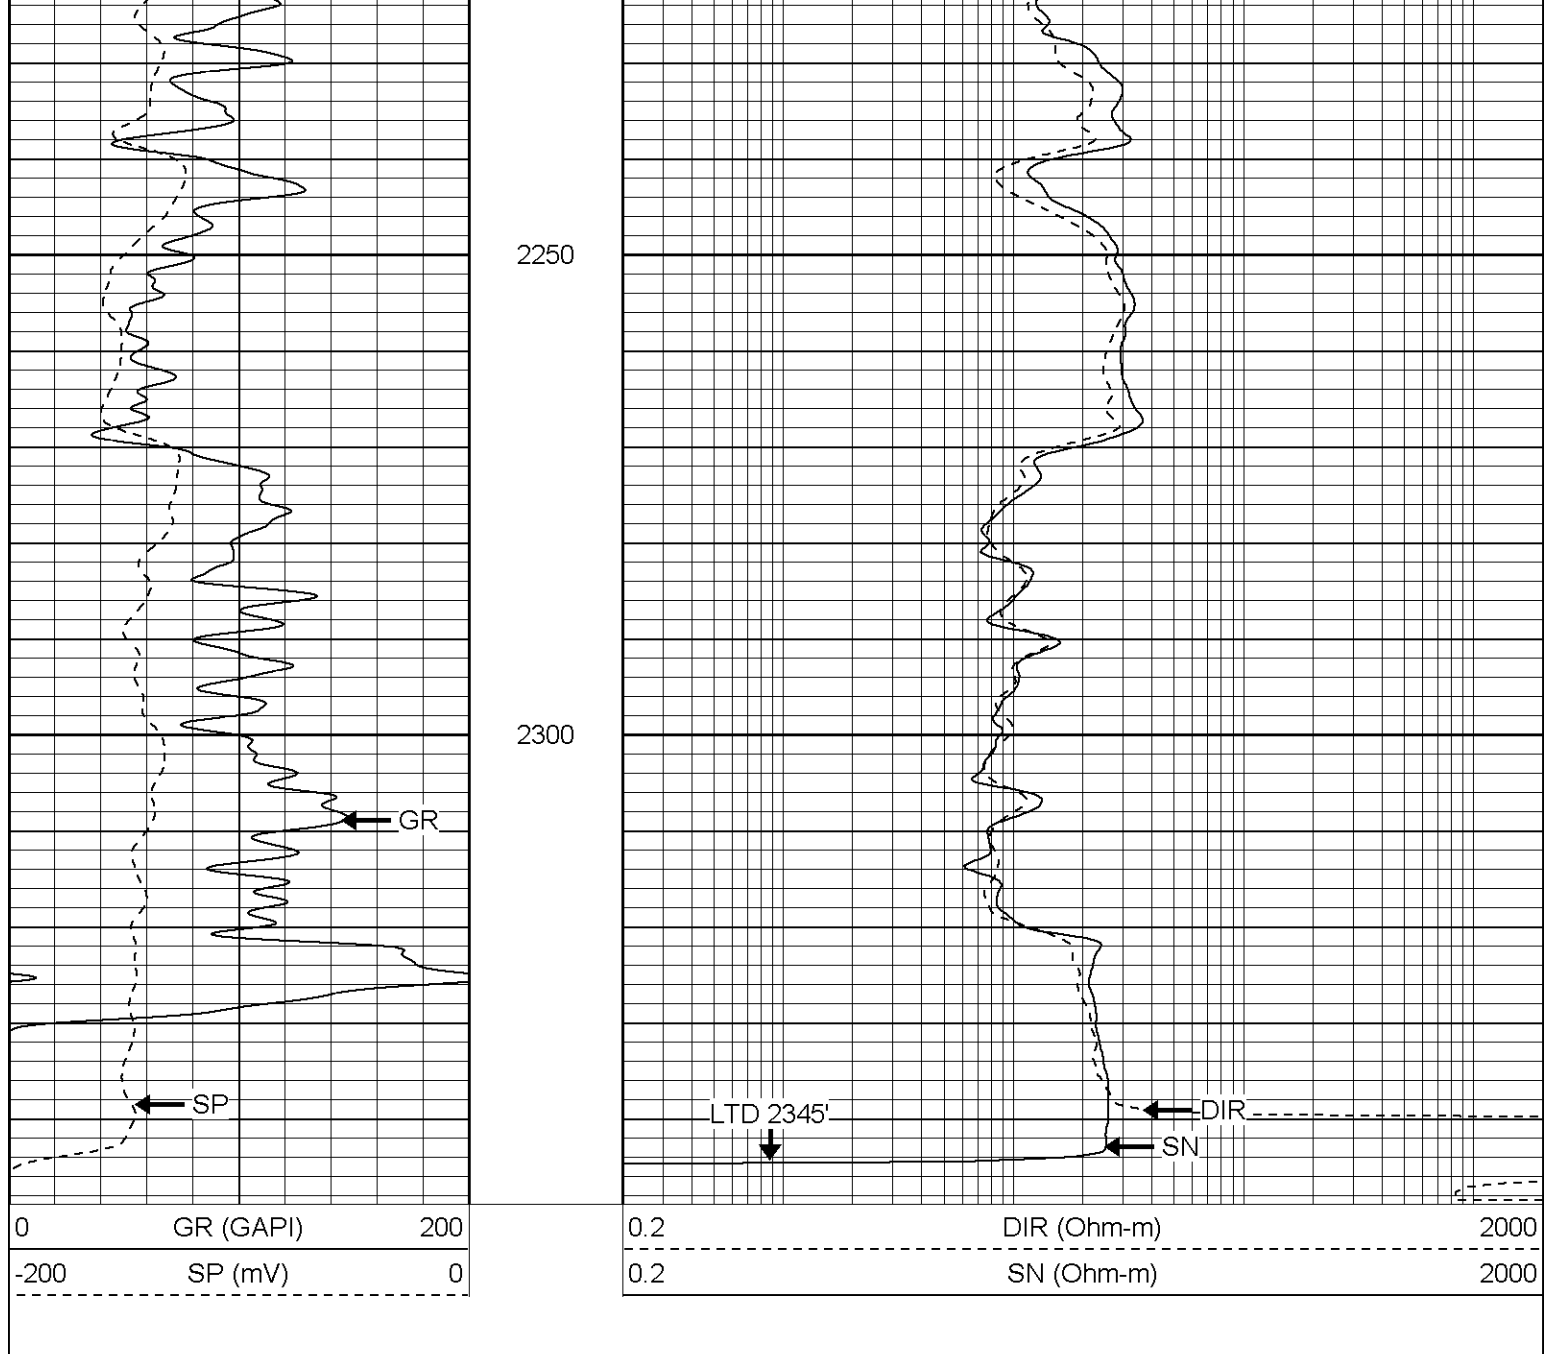 2250
2300
GR
SP
LTD 2345'
DIR
SN
0 GR (GAPI) 200
0.2 DIR (Ohm-m) 2000
-200 SP (mV) 0
0.2 SN (Ohm-m) 2000